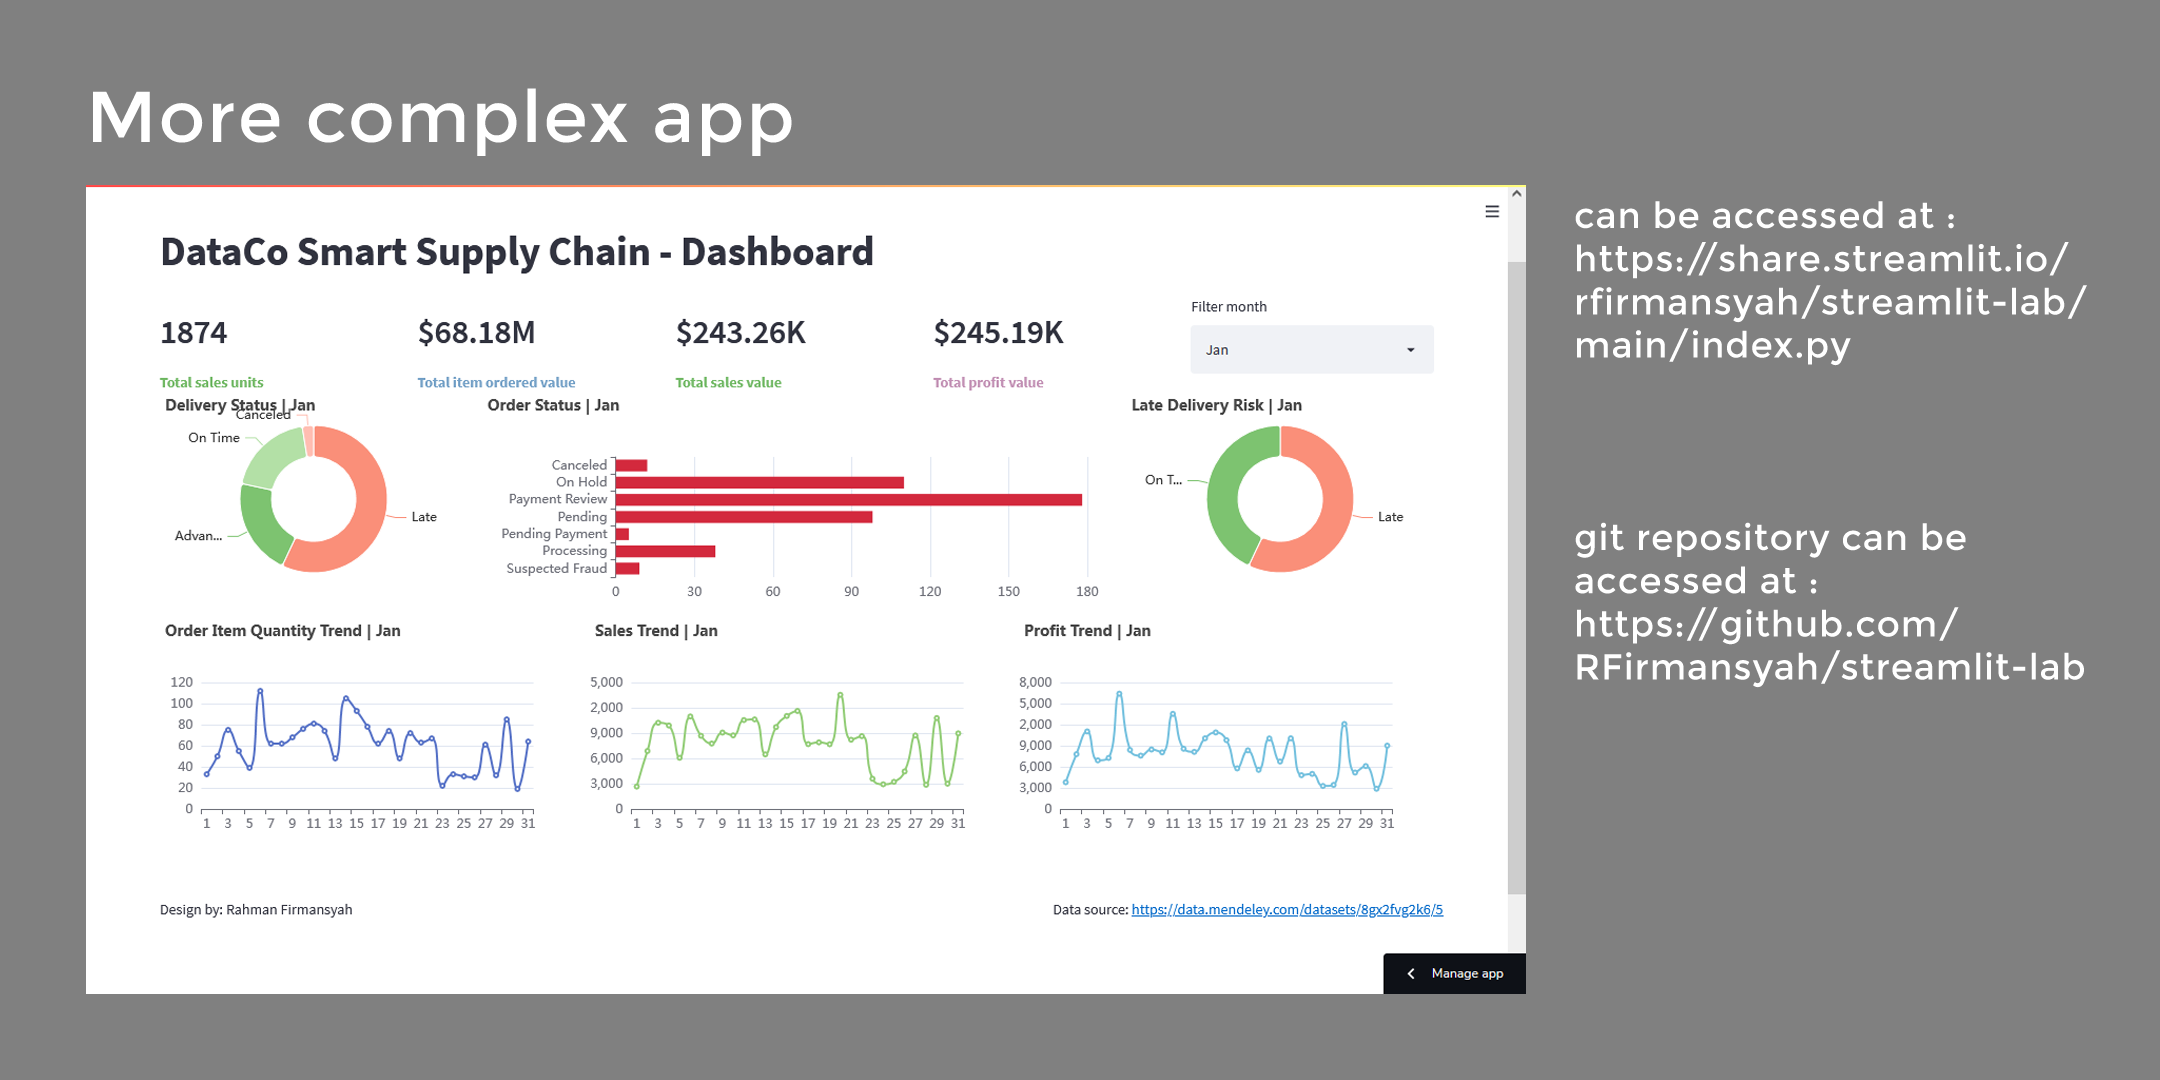 More complex app
can be accessed at :
https://share.streamlit.io/
rfirmansyah/streamlit-lab/
main/index.py
git repository can be
accessed at :
https://github.com/
RFirmansyah/streamlit-lab
DataCo Smart Supply Chain - Dashboard
1874
Total sales units
$68.18M
Total item ordered value
$243.26K
Total sales value
$245.19K
Total profit value
Filter month
Jan
Delivery Status | Jan
Canceled
On Time
Advan...
Late
Order Status | Jan
Canceled
On Hold
Payment Review
Pending
Pending Payment
Processing
Suspected Fraud
0 30 60 90 120 150 180
Late Delivery Risk | Jan
On T...
Late
Order Item Quantity Trend | Jan
120
100
80
60
40
20
0
1 3 5 7 9 11 13 15 17 19 21 23 25 27 29 31
Sales Trend | Jan
5,000
2,000
9,000
6,000
3,000
0
1 3 5 7 9 11 13 15 17 19 21 23 25 27 29 31
Profit Trend | Jan
8,000
5,000
2,000
9,000
6,000
3,000
0
1 3 5 7 9 11 13 15 17 19 21 23 25 27 29 31
Design by: Rahman Firmansyah
Data source: https://data.mendeley.com/datasets/8gx2fvg2k6/5
Manage app